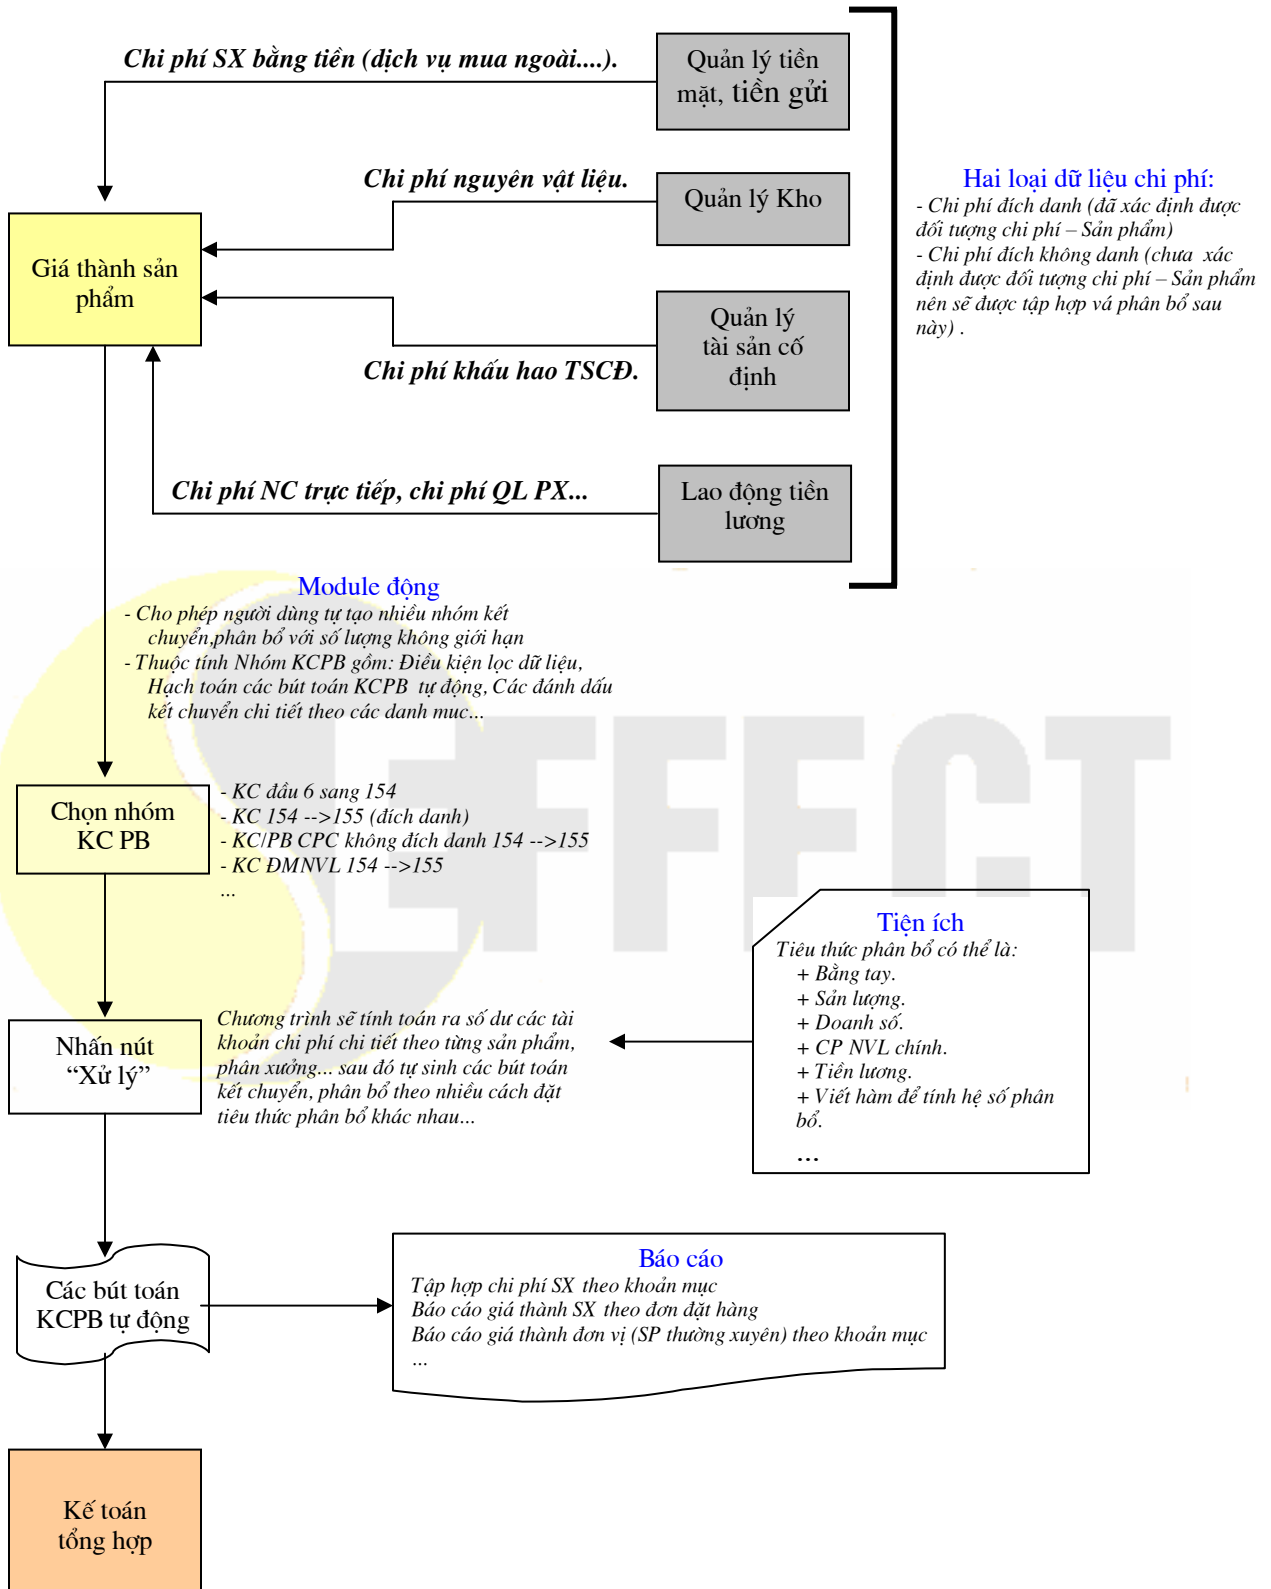 Chi phí SX bằng tiền (dịch vụ mua ngoài....).
Quản lý tiền
mặt, tiền gửi
Chi phí nguyên vật liệu.
Quản lý Kho
Hai loại dữ liệu chi phí:
- Chi phí đích danh (đã xác định được
đối tượng chi phí – Sản phẩm)
- Chi phí đích không danh (chưa xác
định được đối tượng chi phí – Sản phẩm
nên sẽ được tập hợp vá phân bổ sau
này) .
Giá thành sản
phẩm
Quản lý
tài sản cố
định
Chi phí khấu hao TSCĐ.
Chi phí NC trực tiếp, chi phí QL PX...
Lao động tiền
lương
Module động
- Cho phép người dùng tự tạo nhiều nhóm kết
chuyển,phân bổ với số lượng không giới hạn
- Thuộc tính Nhóm KCPB gồm: Điều kiện lọc dữ liệu,
Hạch toán các bút toán KCPB tự động, Các đánh dấu
kết chuyển chi tiết theo các danh mục...
EFFECT
Chọn nhóm
KC PB
- KC đầu 6 sang 154
- KC 154 -->155 (đích danh)
- KC/PB CPC không đích danh 154 -->155
- KC ĐMNVL 154 -->155
...
Tiện ích
Tiêu thức phân bổ có thể là:
+ Bằng tay.
+ Sản lượng.
+ Doanh số.
+ CP NVL chính.
+ Tiền lương.
+ Viết hàm để tính hệ số phân
bổ.
...
Nhấn nút
“Xử lý”
Chương trình sẽ tính toán ra số dư các tài
khoản chi phí chi tiết theo từng sản phẩm,
phân xưởng... sau đó tự sinh các bút toán
kết chuyển, phân bổ theo nhiều cách đặt
tiêu thức phân bổ khác nhau...
Các bút toán
KCPB tự động
Báo cáo
Tập hợp chi phí SX theo khoản mục
Báo cáo giá thành SX theo đơn đặt hàng
Báo cáo giá thành đơn vị (SP thường xuyên) theo khoản mục
...
Kế toán
tổng hợp